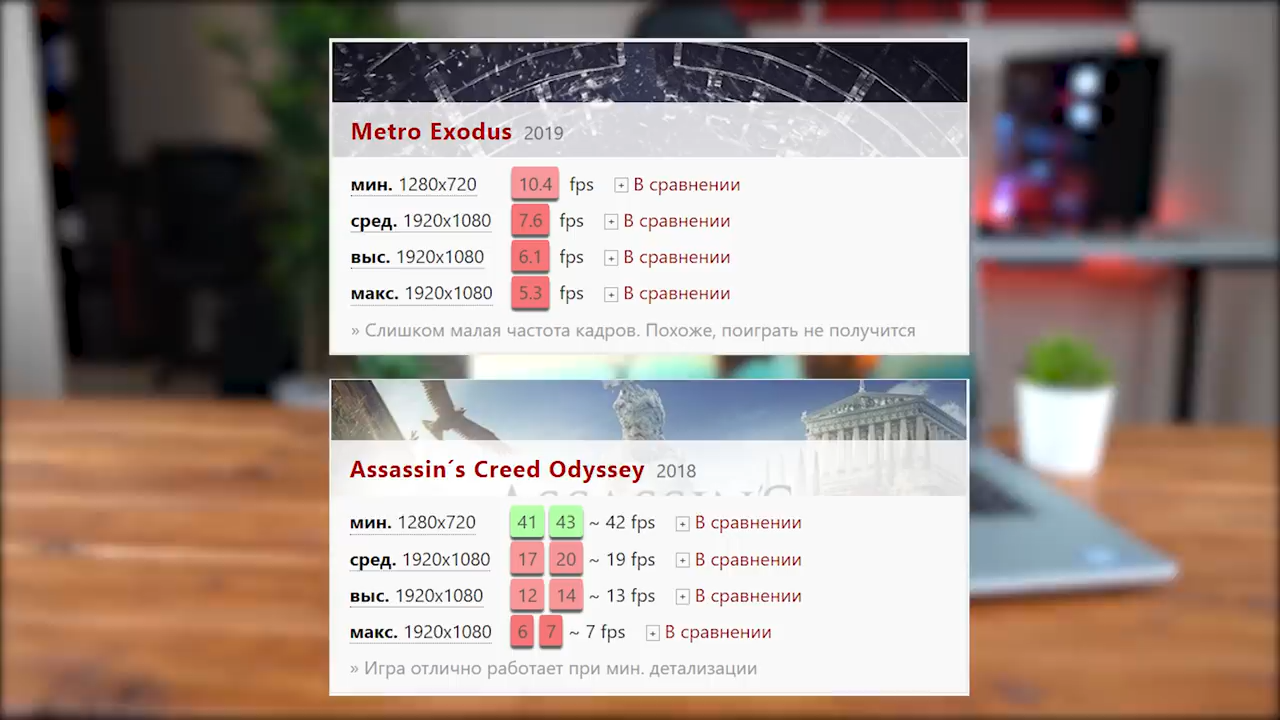 Metro Exodus 2019
мин. 1280x720 10.4 fps + В сравнении
сред. 1920x1080 7.6 fps + В сравнении
выс. 1920x1080 6.1 fps + В сравнении
макс. 1920x1080 5.3 fps + В сравнении
» Слишком малая частота кадров. Похоже, поиграть не получится
Assassin´s Creed Odyssey 2018
ASSASSIN'S
мин. 1280x720 41 43 ~ 42 fps + В сравнении
сред. 1920x1080 17 20 ~ 19 fps + В сравнении
выс. 1920x1080 12 14 ~ 13 fps + В сравнении
макс. 1920x1080 6 7 ~ 7 fps + В сравнении
» Игра отлично работает при мин. детализации